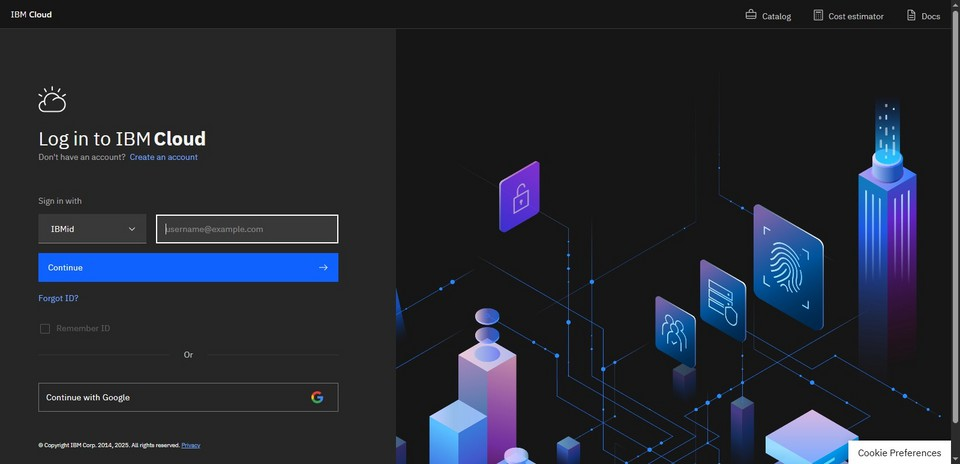 IBM Cloud
Catalog
Cost estimator
Docs
Log in to IBM Cloud
Don't have an account? Create an account
Sign in with
IBMid
username@example.com
Continue
Forgot ID?
Remember ID
Or
Continue with Google
© Copyright IBM Corp. 2014, 2025. All rights reserved. Privacy
Cookie Preferences